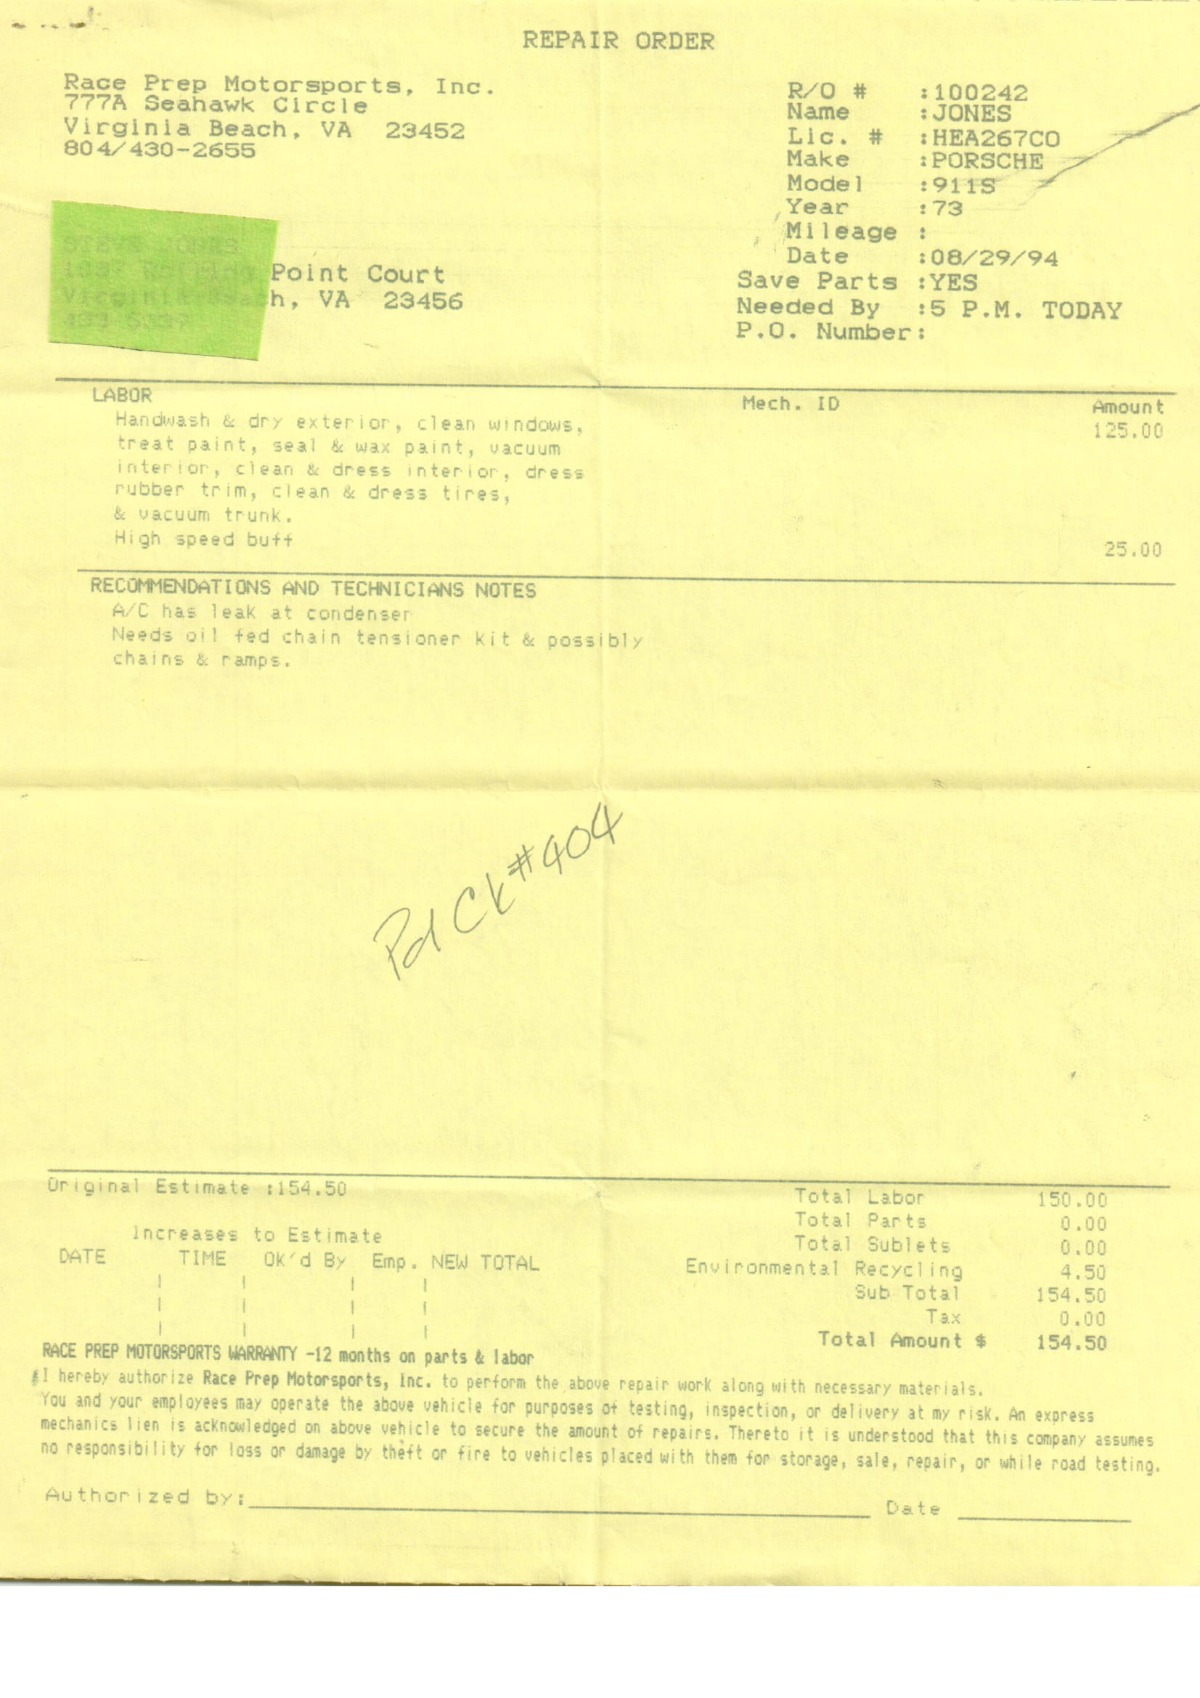 REPAIR ORDER
Race Prep Motorsports, Inc.
777A Seahawk Circle
Virginia Beach, VA 23452
804/430-2655
R/O # :100242
Name :JONES
Lic. # :HEA267CO
Make :PORSCHE
Model :911S
Year :73
Mileage :
Date :08/29/94
Save Parts :YES
Needed By :5 P.M. TODAY
P.O. Number:
JONES
Point Court
Virginia Beach, VA 23456
LABOR Mech. ID Amount
Handwash & dry exterior, clean windows, 125.00
treat paint, seal & wax paint, vacuum
interior, clean & dress interior, dress
rubber trim, clean & dress tires,
& vacuum trunk.
High speed buff 25.00
RECOMMENDATIONS AND TECHNICIANS NOTES
A/C has leak at condenser
Needs oil fed chain tensioner kit & possibly
chains & ramps.
Pd Ck #404
Original Estimate :154.50
Increases to Estimate
DATE TIME Ok'd By Emp. NEW TOTAL
Total Labor 150.00
Total Parts 0.00
Total Sublets 0.00
Environmental Recycling 4.50
Sub Total 154.50
Tax 0.00
Total Amount $ 154.50
RACE PREP MOTORSPORTS WARRANTY -12 months on parts & labor
I hereby authorize Race Prep Motorsports, Inc. to perform the above repair work along with necessary materials.
You and your employees may operate the above vehicle for purposes of testing, inspection, or delivery at my risk. An express
mechanics lien is acknowledged on above vehicle to secure the amount of repairs. Thereto it is understood that this company assumes
no responsibility for loss or damage by theft or fire to vehicles placed with them for storage, sale, repair, or while road testing.
Authorized by: Date